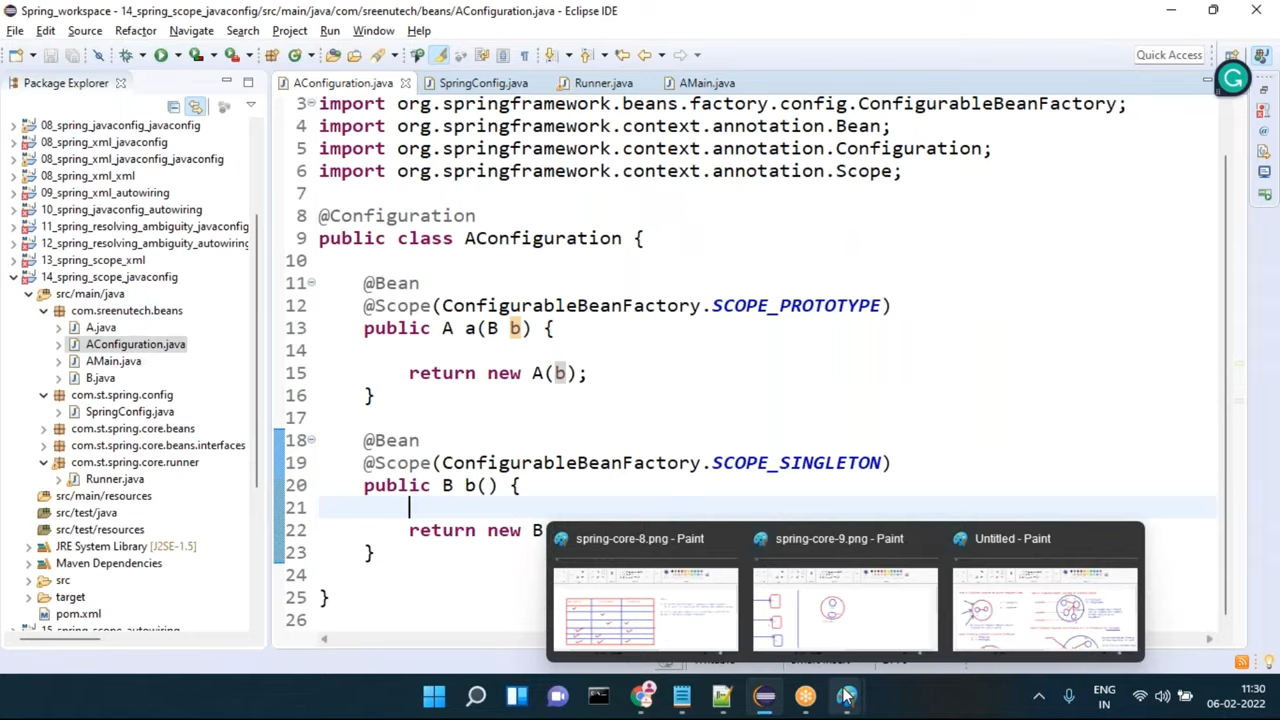 Spring_workspace - 14_spring_scope_javaconfig/src/main/java/com/sreenutech/beans/AConfiguration.java - Eclipse IDE
File Edit Source Refactor Navigate Search Project Run Window Help
Quick Access
Package Explorer
AConfiguration.java SpringConfig.java Runner.java AMain.java
08_spring_javaconfig_javaconfig
08_spring_xml_javaconfig
08_spring_xml_javaconfig_javaconfig
08_spring_xml_xml
09_spring_xml_autowiring
10_spring_javaconfig_autowiring
11_spring_resolving_ambiguity_javaconfig
12_spring_resolving_ambiguity_autowiring
13_spring_scope_xml
14_spring_scope_javaconfig
src/main/java
com.sreenutech.beans
A.java
AConfiguration.java
AMain.java
B.java
com.st.spring.config
SpringConfig.java
com.st.spring.core.beans
com.st.spring.core.beans.interfaces
com.st.spring.core.runner
Runner.java
src/main/resources
src/test/java
src/test/resources
JRE System Library [J2SE-1.5]
Maven Dependencies
src
target
pom.xml
15_spring_scope_autowiring
3 import org.springframework.beans.factory.config.ConfigurableBeanFactory;
4 import org.springframework.context.annotation.Bean;
5 import org.springframework.context.annotation.Configuration;
6 import org.springframework.context.annotation.Scope;
7
8 @Configuration
9 public class AConfiguration {
10
11 @Bean
12 @Scope(ConfigurableBeanFactory.SCOPE_PROTOTYPE)
13 public A a(B b) {
14
15 return new A(b);
16 }
17
18 @Bean
19 @Scope(ConfigurableBeanFactory.SCOPE_SINGLETON)
20 public B b() {
21
22 return new B
23 }
24
25 }
26
spring-core-8.png - Paint spring-core-9.png - Paint Untitled - Paint
ENG
IN
11:30
06-02-2022